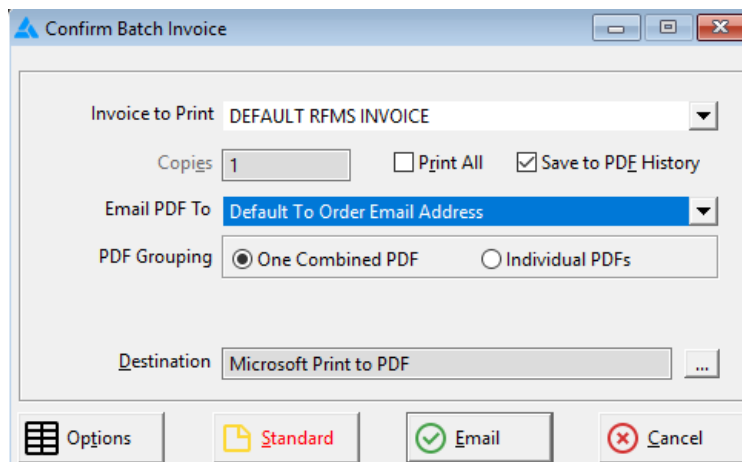 Confirm Batch Invoice
Invoice to Print DEFAULT RFMS INVOICE
Copies 1 Print All Save to PDF History
Email PDF To Default To Order Email Address
PDF Grouping One Combined PDF Individual PDFs
Destination Microsoft Print to PDF ...
Options Standard Email Cancel